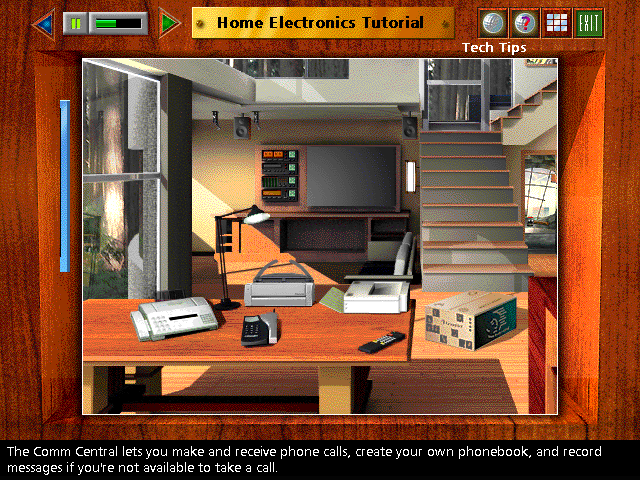 Home Electronics Tutorial
EXIT
Tech Tips
The Comm Central lets you make and receive phone calls, create your own phonebook, and record
messages if you're not available to take a call.